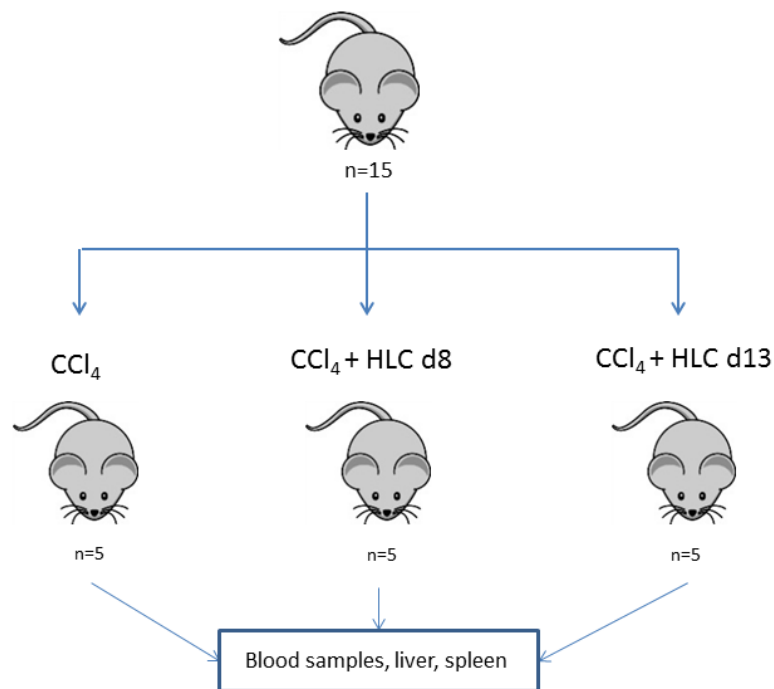 n=15
CCl₄
CCl₄ + HLC d8
CCl₄ + HLC d13
n=5
n=5
n=5
Blood samples, liver, spleen